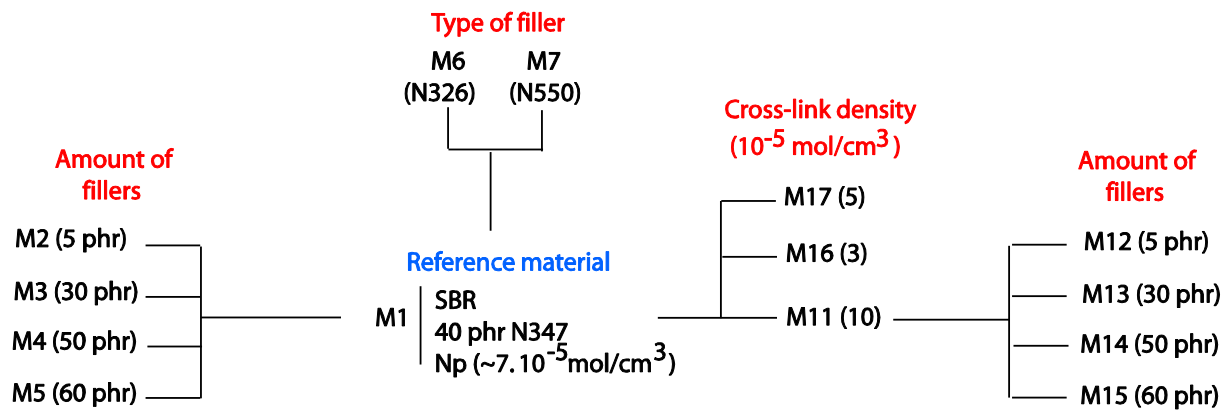 Type of filler
M6
(N326)
M7
(N550)
Amount of
fillers
M2 (5 phr)
M3 (30 phr)
M4 (50 phr)
M5 (60 phr)
Reference material
M1
SBR
40 phr N347
Np (~7. 10⁻⁵mol/cm³)
Cross-link density
(10⁻⁵ mol/cm³)
M17 (5)
M16 (3)
M11 (10)
Amount of
fillers
M12 (5 phr)
M13 (30 phr)
M14 (50 phr)
M15 (60 phr)